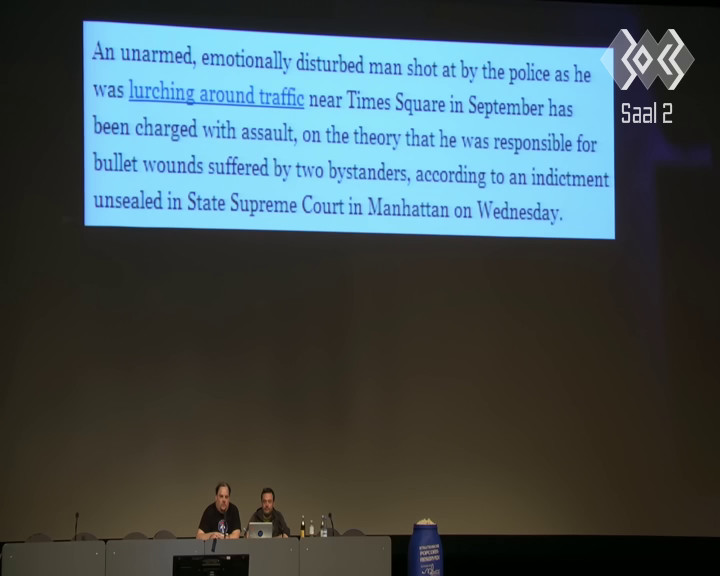 An unarmed, emotionally disturbed man shot at by the police as he
was lurching around traffic near Times Square in September has
been charged with assault, on the theory that he was responsible for
bullet wounds suffered by two bystanders, according to an indictment
unsealed in State Supreme Court in Manhattan on Wednesday.
30C3
Saal 2
POPCORN